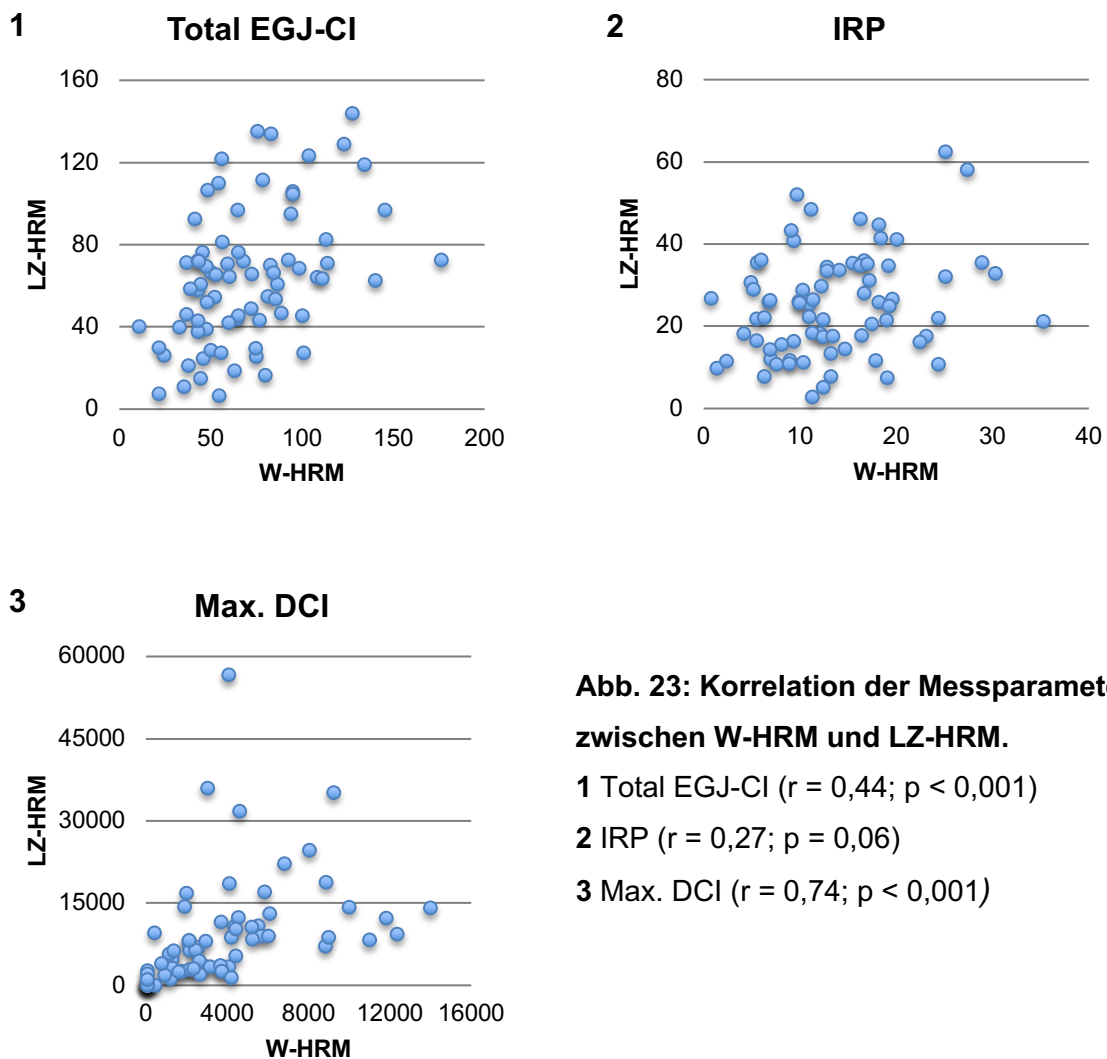 1
Total EGJ-CI
160
120
80
40
0
LZ-HRM
0 50 100 150 200
W-HRM
2
IRP
80
60
40
20
0
LZ-HRM
0 10 20 30 40
W-HRM
3
Max. DCI
60000
45000
30000
15000
0
LZ-HRM
0 4000 8000 12000 16000
W-HRM
Abb. 23: Korrelation der Messparamete
zwischen W-HRM und LZ-HRM.
1 Total EGJ-CI (r = 0,44; p < 0,001)
2 IRP (r = 0,27; p = 0,06)
3 Max. DCI (r = 0,74; p < 0,001)